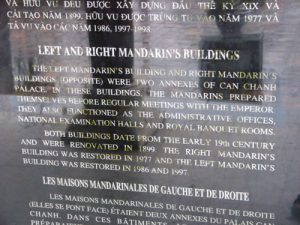 VÀ HỮU VU ĐỀU ĐƯỢC XÂY DỰNG ĐẦU THẾ KỶ XIX VÀ
CẢI TẠO NĂM 1899. HỮU VU ĐƯỢC TRÙNG TU VÀO NĂM 1977 VÀ
TẢ VU VÀO CÁC NĂM 1986, 1997-1998
LEFT AND RIGHT MANDARIN'S BUILDINGS
THE LEFT MANDARIN'S BUILDING AND RIGHT MANDARIN'S
BUILDING (OPPOSITE) WERE TWO ANNEXES OF CAN CHANH
PALACE. IN THESE BUILDINGS, THE MANDARINS PREPARED
THEMSELVES BEFORE REGULAR MEETINGS WITH THE EMPEROR
THEY ALSO FUNCTIONED AS THE ADMINISTRATIVE OFFICES,
NATIONAL EXAMINATION HALLS AND ROYAL BANQUET ROOMS.
BOTH BUILDINGS DATE FROM THE EARLY 19th CENTURY
AND WERE RENOVATED IN 1899. THE RIGHT MANDARIN'S
BUILDING WAS RESTORED IN 1977 AND THE LEFT MANDARIN'S
BUILDING IN 1986 AND 1997.
LES MAISONS MANDARINALES DE GAUCHE ET DE DROITE
LES MAISONS MANDARINALES DE GAUCHE ET DE DROITE
(ELLES SE FONT FACE) ÉTAIENT DEUX ANNEXES DU PALAIS CAN
CHANH. DANS CES BÂTIMENTS,